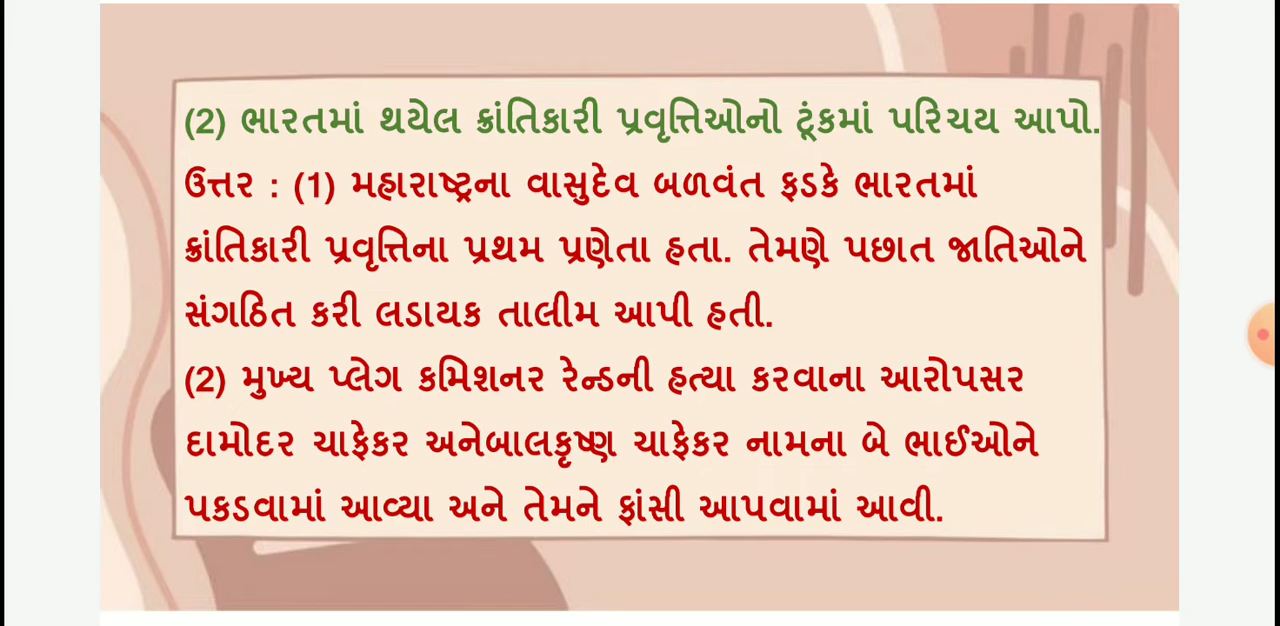 (2) ભારતમાં થયેલ ક્રાંતિકારી પ્રવૃત્તિઓનો ટૂંકમાં પરિચય આપો.
ઉત્તર : (1) મહારાષ્ટ્રના વાસુદેવ બળવંત ફડકે ભારતમાં
ક્રાંતિકારી પ્રવૃત્તિના પ્રથમ પ્રણેતા હતા. તેમણે પછાત જાતિઓને
સંગઠિત કરી લડાયક તાલીમ આપી હતી.
(2) મુખ્ય પ્લેગ કમિશનર રેન્ડની હત્યા કરવાના આરોપસર
દામોદર ચાફેકર અનેબાલકૃષ્ણ ચાફેકર નામના બે ભાઈઓને
પકડવામાં આવ્યા અને તેમને ફાંસી આપવામાં આવી.